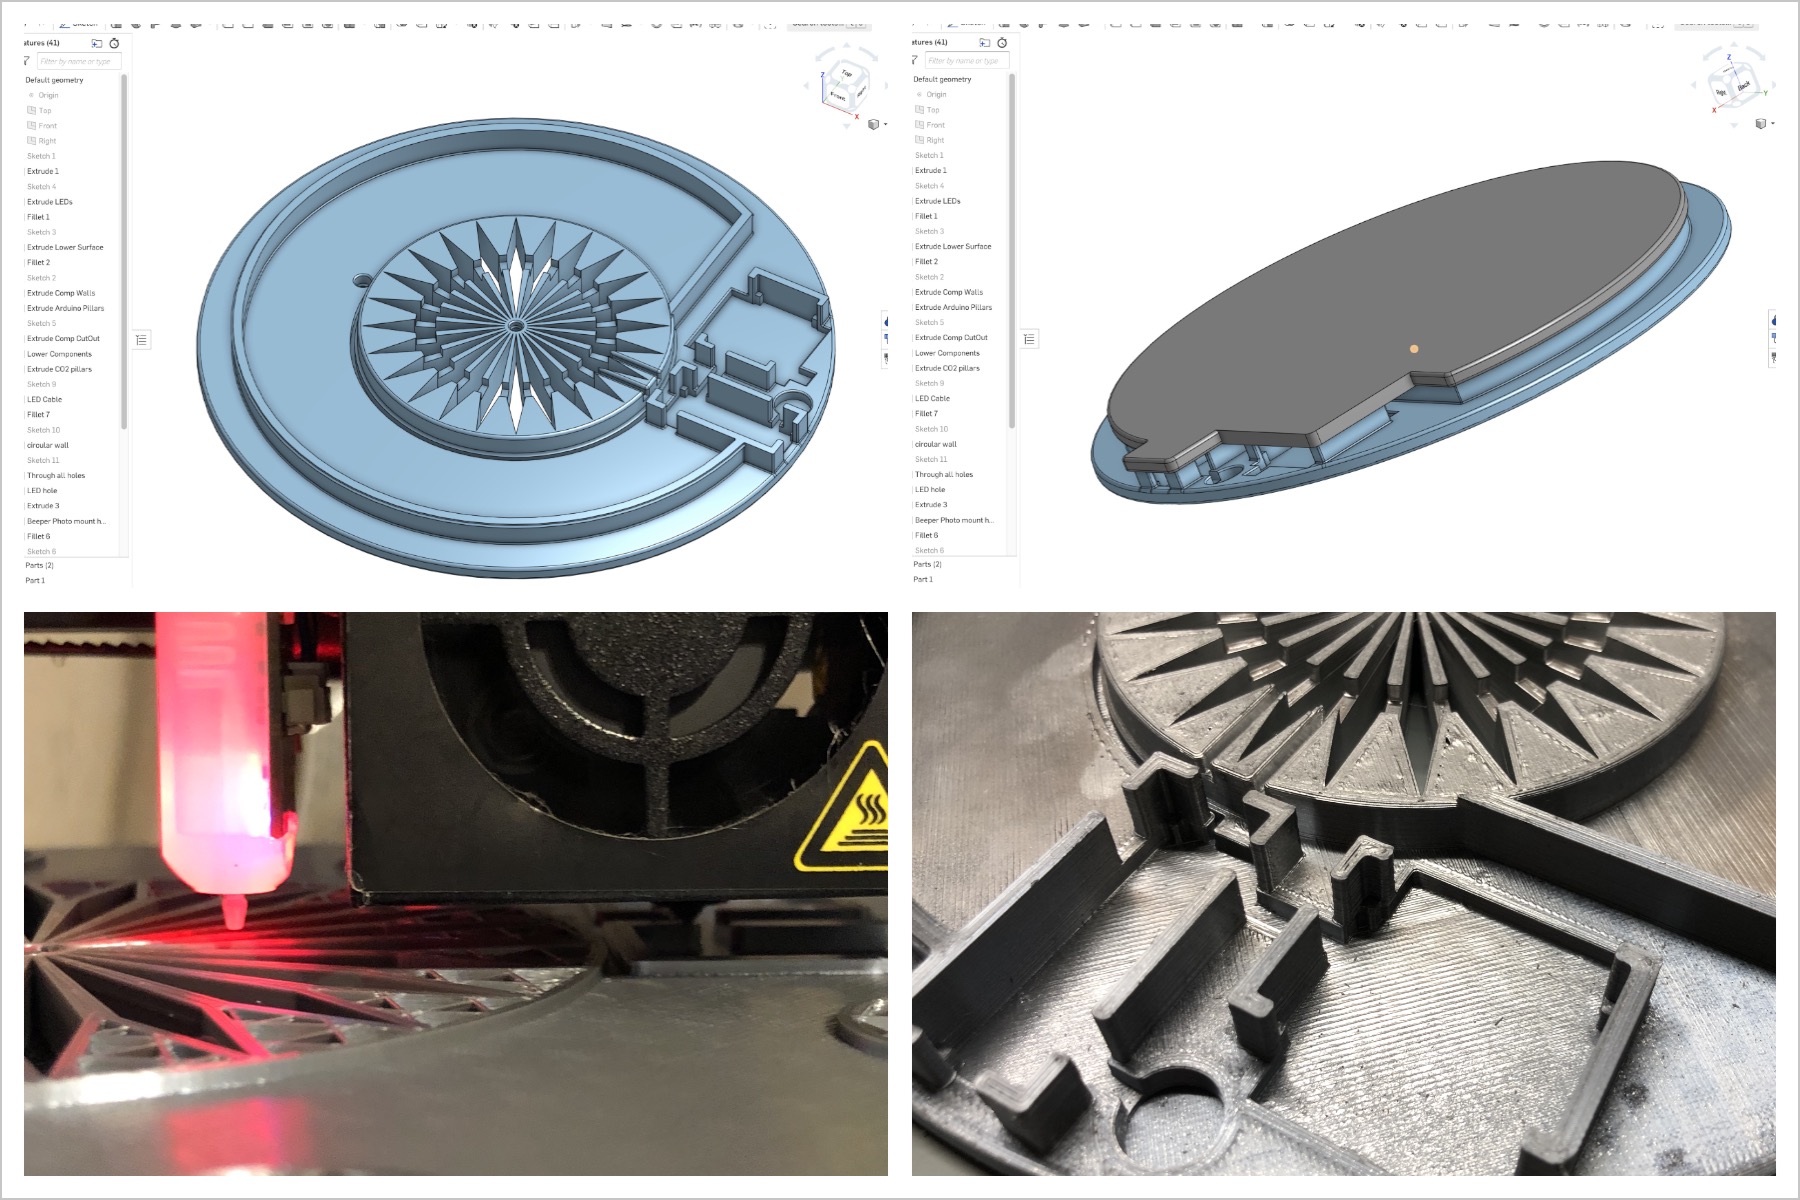 atures (41)
Filter by name or type
Default geometry
Origin
Top
Front
Right
Sketch 1
Extrude 1
Sketch 4
Extrude LEDs
Fillet 1
Sketch 3
Extrude Lower Surface
Fillet 2
Sketch 2
Extrude Comp Walls
Extrude Arduino Pillars
Sketch 5
Extrude Comp CutOut
Lower Components
Extrude CO2 pillars
Sketch 9
LED Cable
Fillet 7
Sketch 10
circular wall
Sketch 11
Through all holes
LED hole
Extrude 3
Beeper Photo mount h...
Fillet 6
Sketch 6
Parts (2)
Part 1
Z
Top
Front
X
atures (41)
Filter by name or type
Default geometry
Origin
Top
Front
Right
Sketch 1
Extrude 1
Sketch 4
Extrude LEDs
Fillet 1
Sketch 3
Extrude Lower Surface
Fillet 2
Sketch 2
Extrude Comp Walls
Extrude Arduino Pillars
Sketch 5
Extrude Comp CutOut
Lower Components
Extrude CO2 pillars
Sketch 9
LED Cable
Fillet 7
Sketch 10
circular wall
Sketch 11
Through all holes
LED hole
Extrude 3
Beeper Photo mount h...
Fillet 6
Sketch 6
Parts (2)
Part 1
Z
Right
Back
Y
X